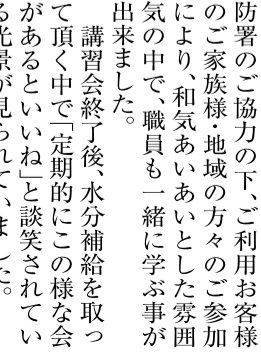 防署のご協力の下、ご利用お客様
のご家族様・地域の方々のご参加
により、和気あいあいとした雰囲
気の中で、職員も一緒に学ぶ事が
出来ました。
講習会終了後、水分補給を取っ
て頂く中で「定期的にこの様な会
があるといいね」と談笑されてい
る光景が見られていました。